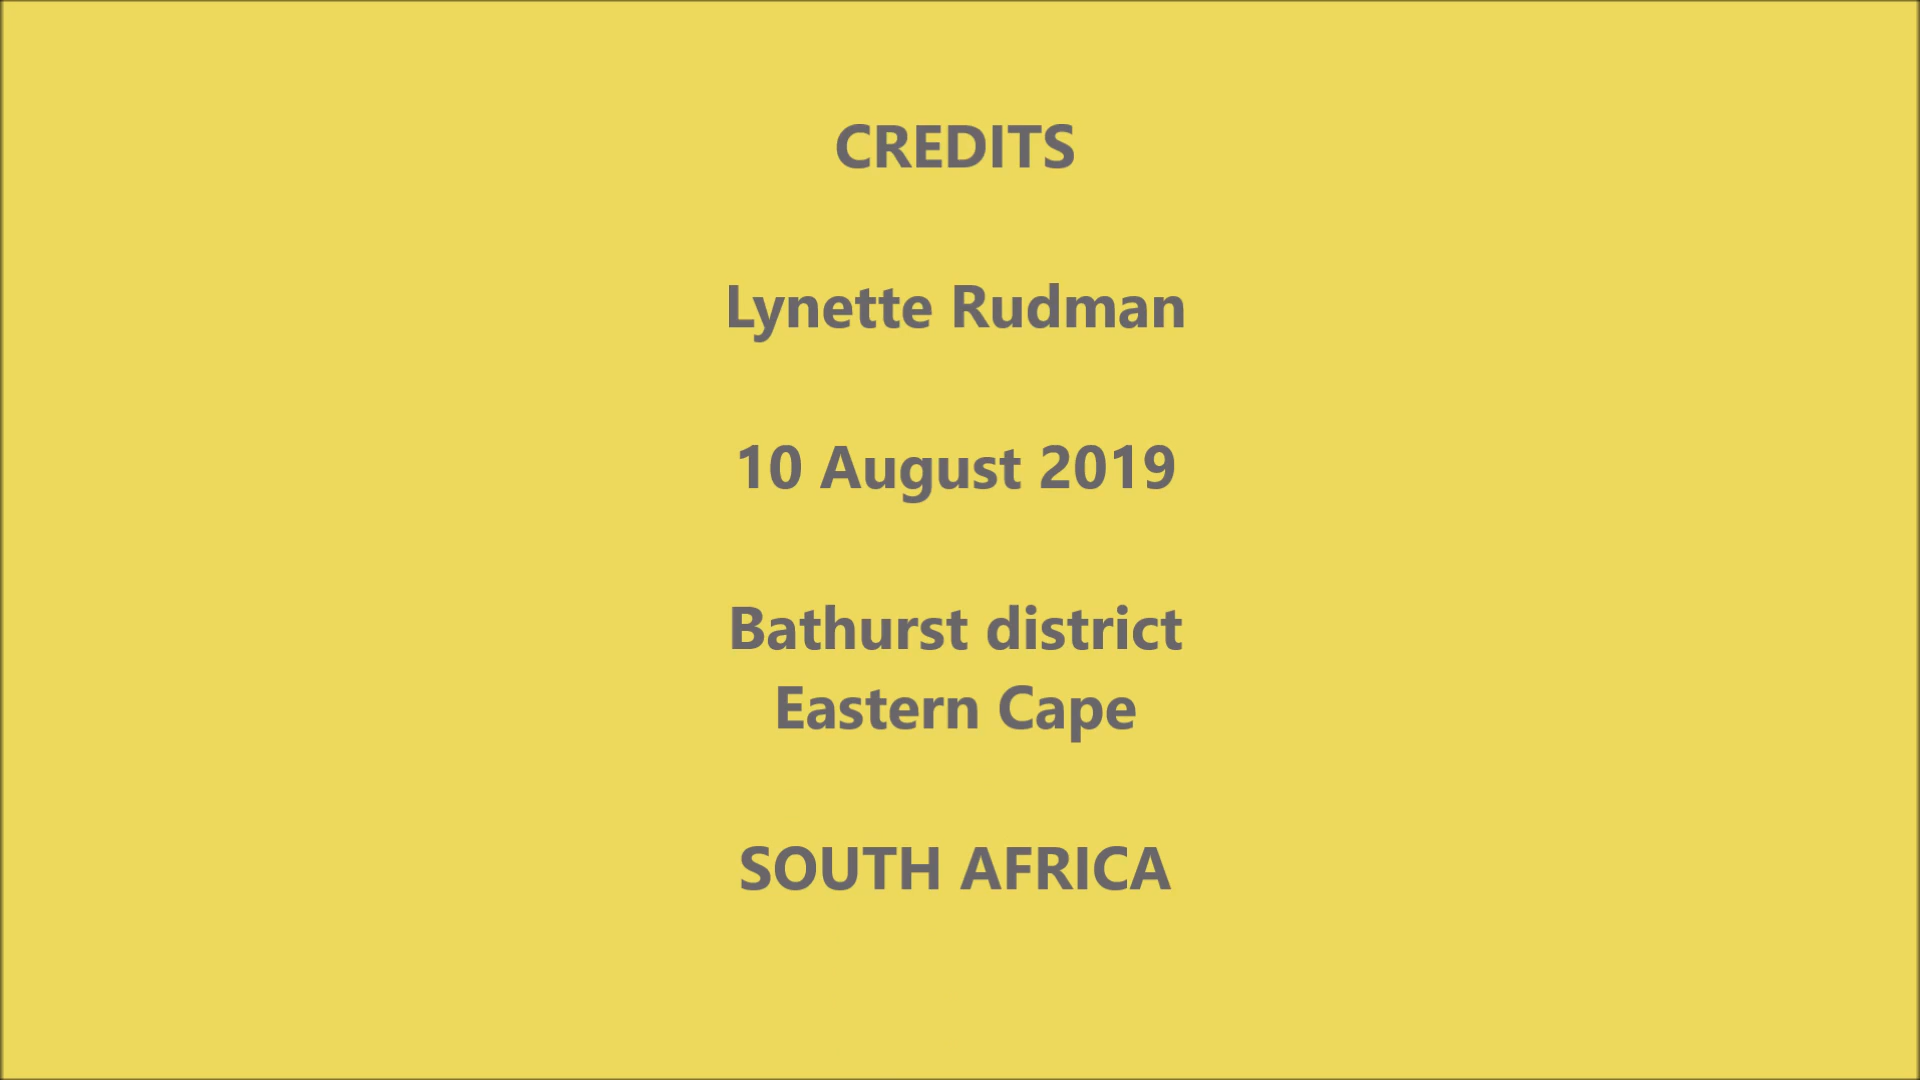 CREDITS
Lynette Rudman
10 August 2019
Bathurst district
Eastern Cape
SOUTH AFRICA